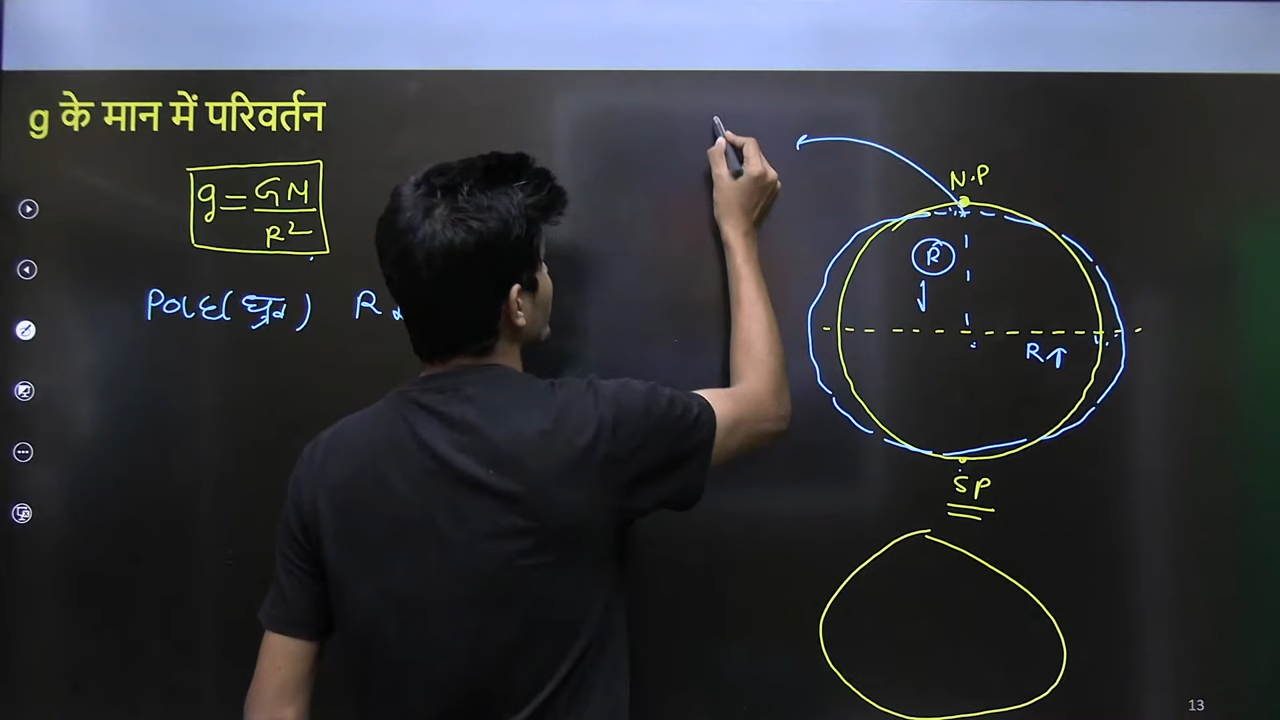 g के मान में परिवर्तन
g = GM / R²
Pole (ध्रुव) R
N.P
R ↓
R↑
SP
13